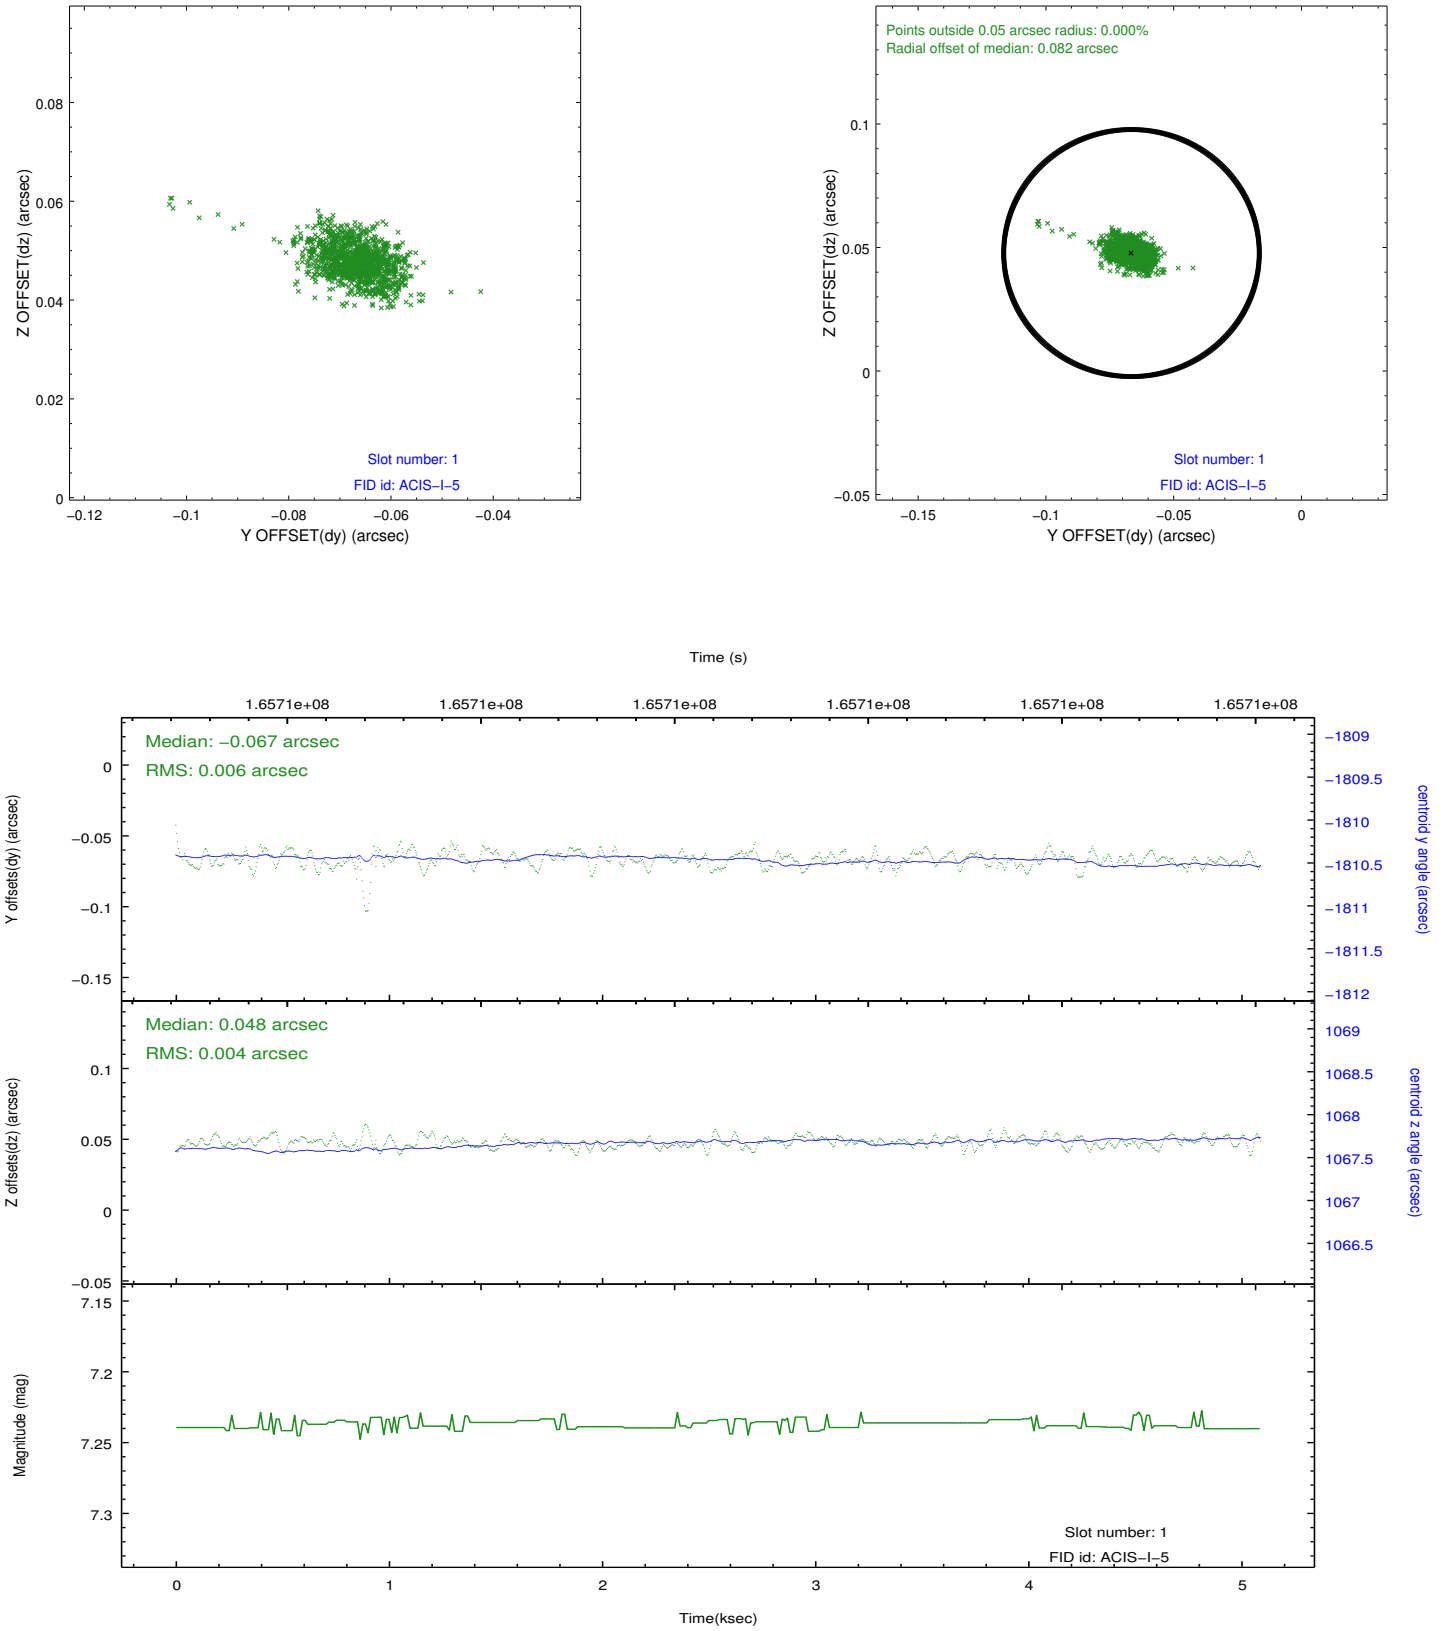 0.08
0.06
0.04
0.02
0
Z OFFSET(dz) (arcsec)
Slot number: 1
FID id: ACIS−I−5
−0.12 −0.1 −0.08 −0.06 −0.04
Y OFFSET(dy) (arcsec)
Points outside 0.05 arcsec radius: 0.000%
Radial offset of median: 0.082 arcsec
0.1
0.05
0
−0.05
Z OFFSET(dz) (arcsec)
Slot number: 1
FID id: ACIS−I−5
−0.15 −0.1 −0.05 0
Y OFFSET(dy) (arcsec)
Time (s)
1.6571e+08 1.6571e+08 1.6571e+08 1.6571e+08 1.6571e+08 1.6571e+08
Median: −0.067 arcsec
RMS: 0.006 arcsec
0
−0.05
−0.1
−0.15
Y offsets(dy) (arcsec)
−1809
−1809.5
−1810
−1810.5
−1811
−1811.5
−1812
centroid y angle (arcsec)
Median: 0.048 arcsec
RMS: 0.004 arcsec
0.1
0.05
0
−0.05
Z offsets(dz) (arcsec)
1069
1068.5
1068
1067.5
1067
1066.5
centroid z angle (arcsec)
7.15
7.2
7.25
7.3
Magnitude (mag)
Slot number: 1
FID id: ACIS−I−5
0 1 2 3 4 5
Time(ksec)